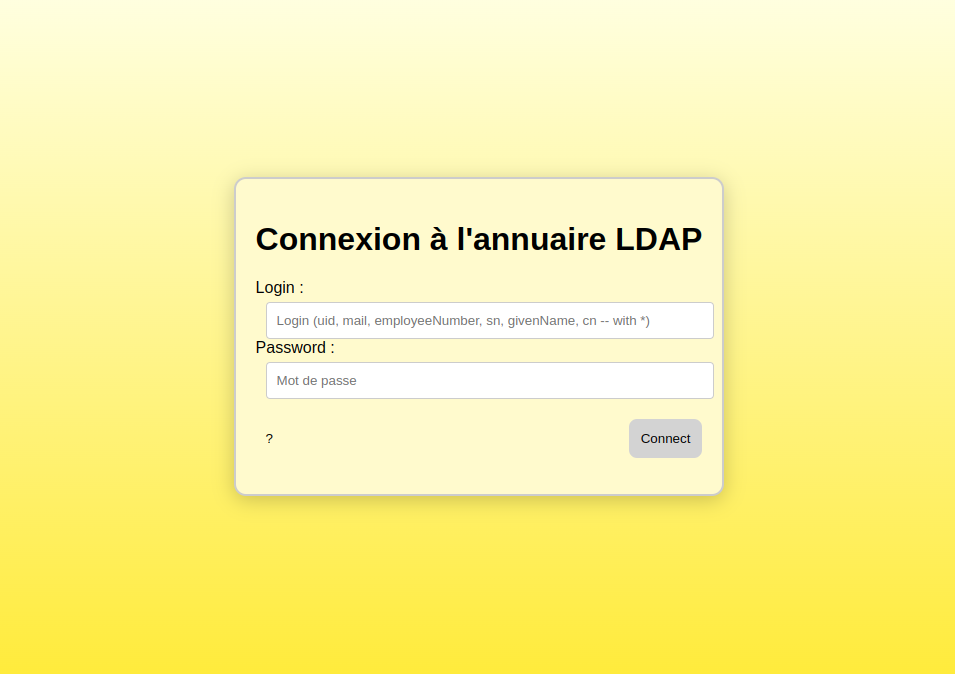 Connexion à l'annuaire LDAP
Login :
Login (uid, mail, employeeNumber, sn, givenName, cn -- with *)
Password :
Mot de passe
? Connect